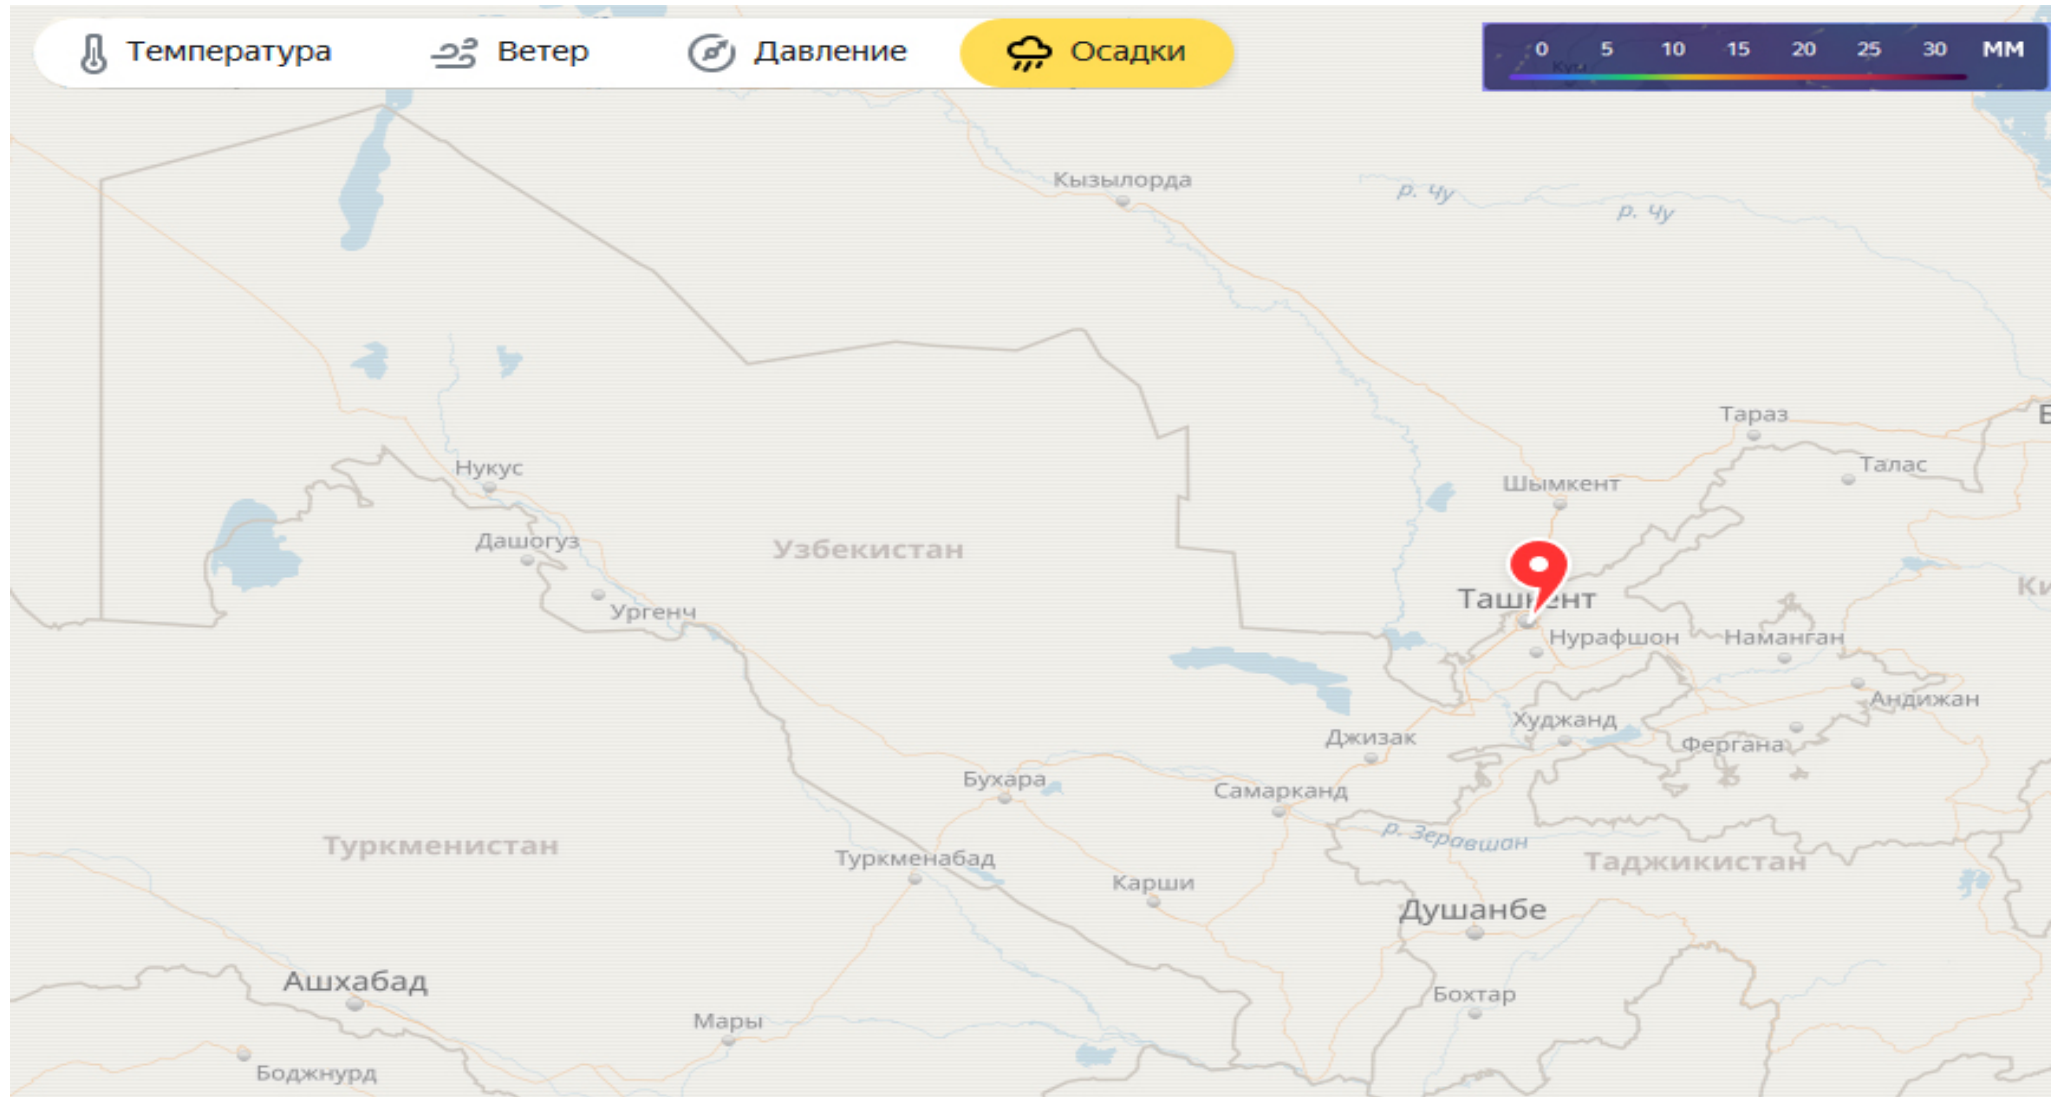 Температура Ветер Давление Осадки
0 5 10 15 20 25 30 ММ
Кызылорда
р. Чу
р. Чу
Тараз
Талас
Нукус
Шымкент
Дашогуз
Узбекистан
Ташкент
Ургенч
Нурафшон
Наманган
Андижан
Худжанд
Джизак
Фергана
Бухара
Самарканд
р. Зеравшан
Туркменистан
Туркменабад
Таджикистан
Карши
Душанбе
Ашхабад
Бохтар
Мары
Боджнурд